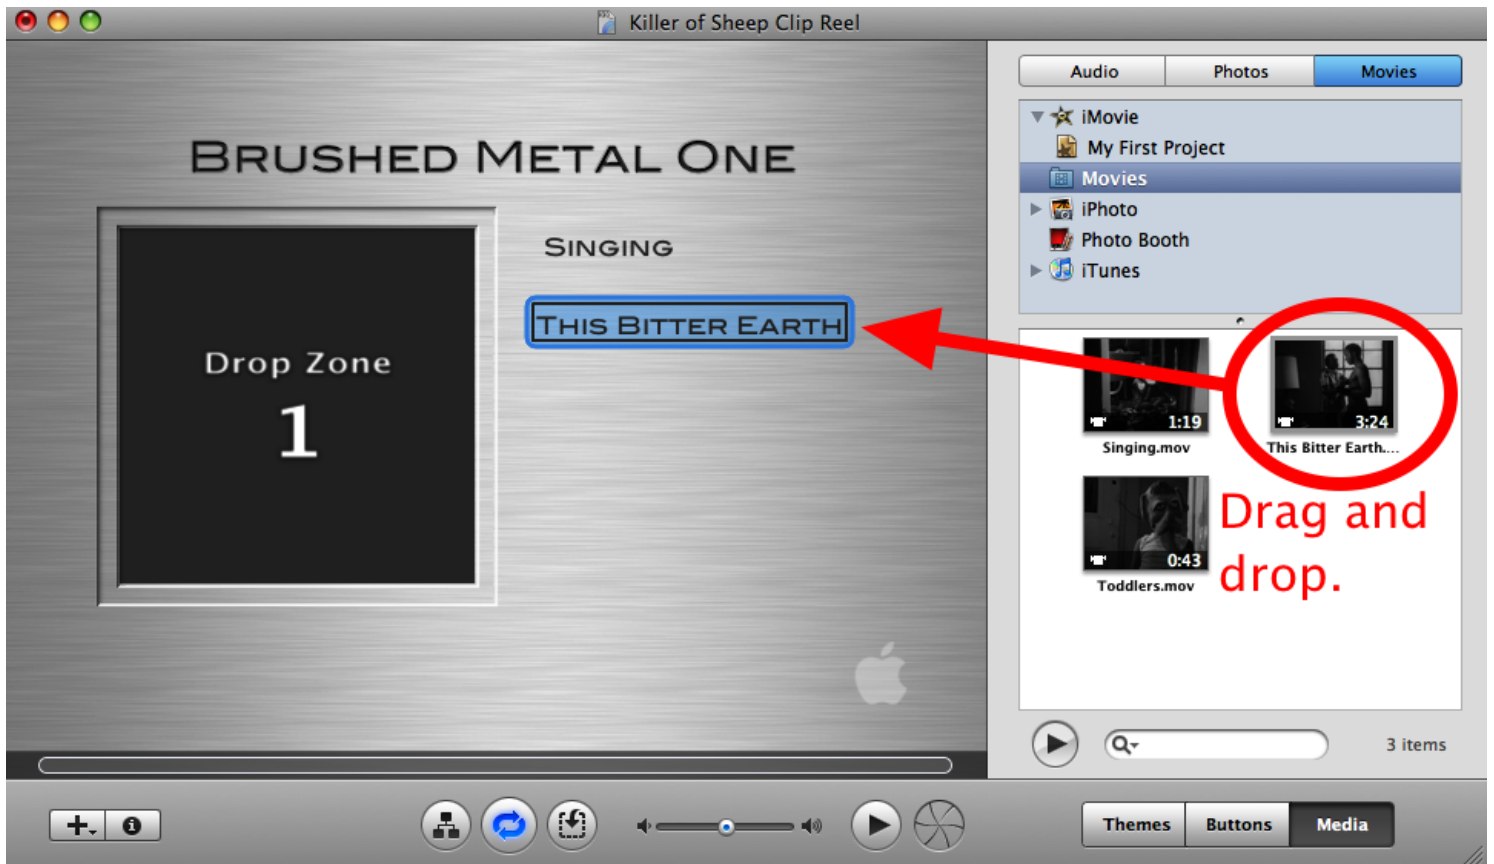 Killer of Sheep Clip Reel
Audio Photos Movies
iMovie
My First Project
Movies
iPhoto
Photo Booth
iTunes
BRUSHED METAL ONE
SINGING
THIS BITTER EARTH
Drop Zone
1
1:19
Singing.mov
3:24
This Bitter Earth....
0:43
Toddlers.mov
Drag and
drop.
3 items
Themes Buttons Media